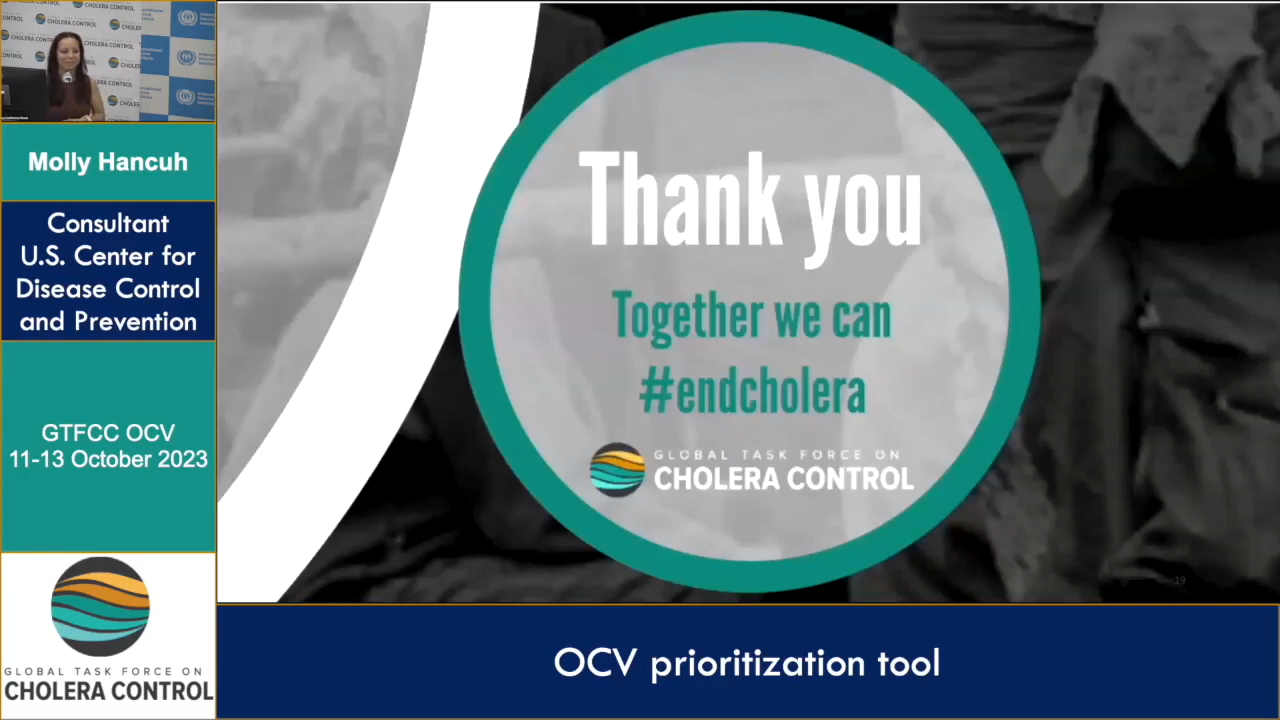 Molly Hancuh
Consultant
U.S. Center for
Disease Control
and Prevention
GTFCC OCV
11-13 October 2023
GLOBAL TASK FORCE ON
CHOLERA CONTROL
Thank you
Together we can
#endcholera
GLOBAL TASK FORCE ON
CHOLERA CONTROL
19
OCV prioritization tool